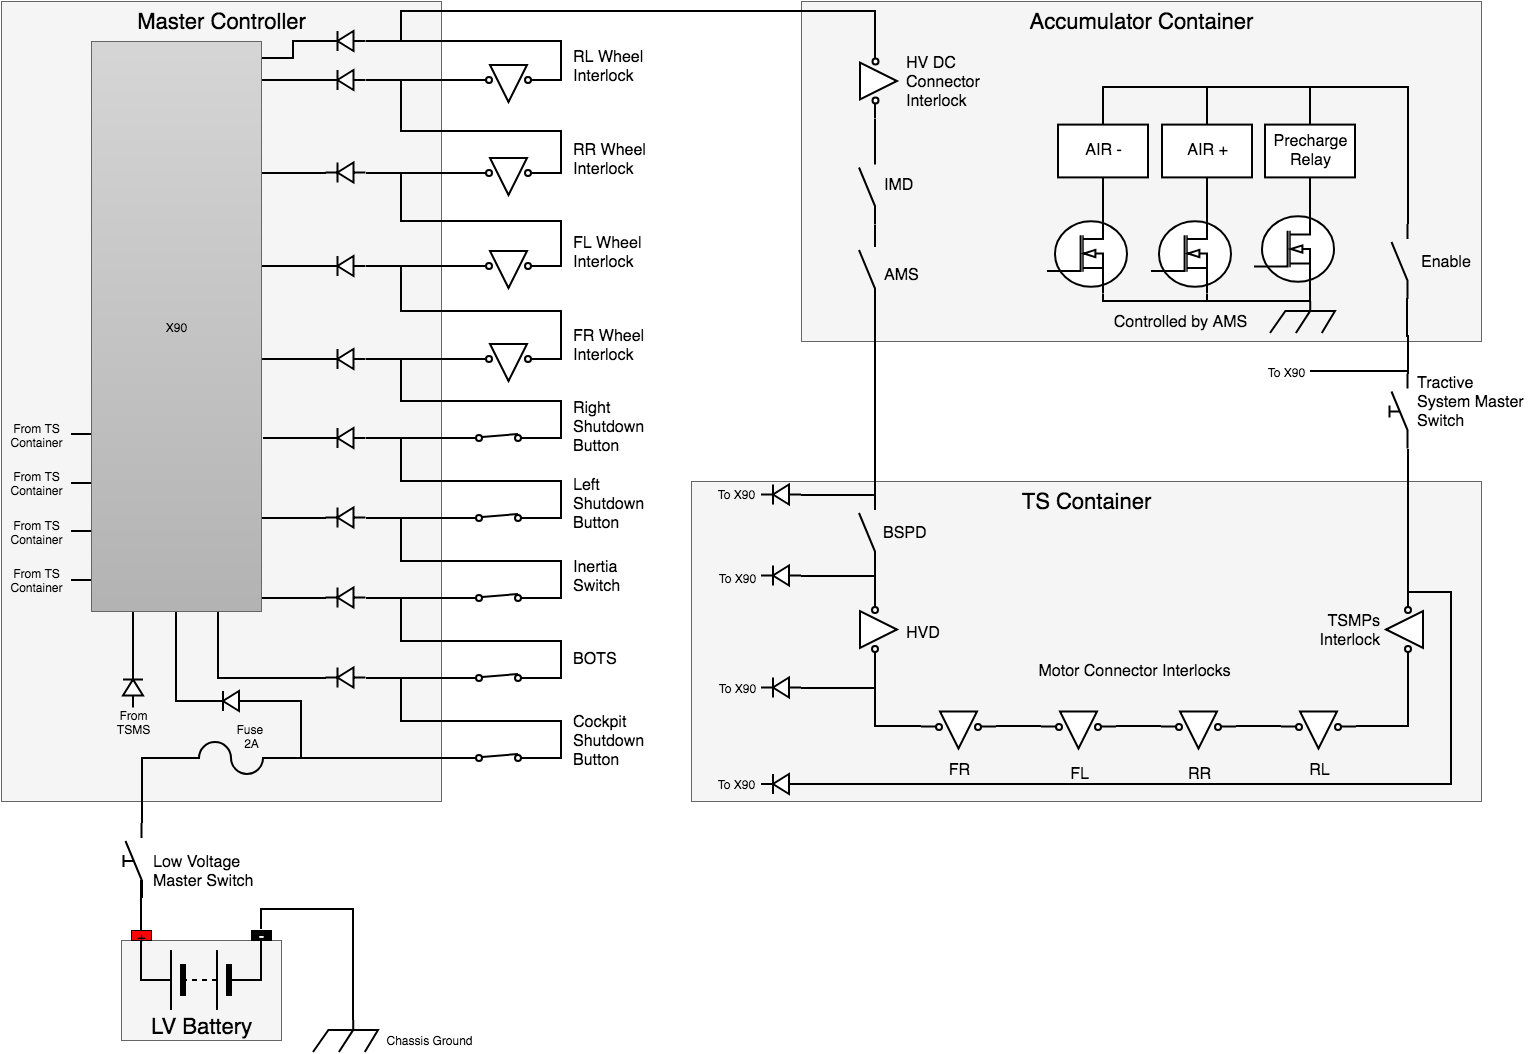 Master Controller
Accumulator Container
RL Wheel
Interlock
HV DC
Connector
Interlock
RR Wheel
Interlock
AIR -
AIR +
Precharge
Relay
IMD
FL Wheel
Interlock
AMS
Enable
Controlled by AMS
X90
FR Wheel
Interlock
To X90
Tractive
System Master
Switch
Right
Shutdown
Button
From TS
Container
From TS
Container
From TS
Container
From TS
Container
Left
Shutdown
Button
To X90
TS Container
BSPD
Inertia
Switch
To X90
HVD
TSMPs
Interlock
BOTS
Motor Connector Interlocks
To X90
From
TSMS
Fuse
2A
Cockpit
Shutdown
Button
FR
FL
RR
RL
To X90
Low Voltage
Master Switch
+
-
LV Battery
Chassis Ground